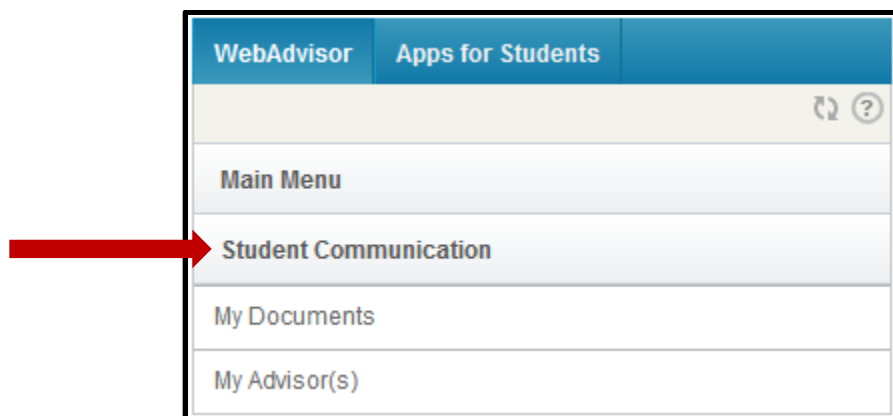 WebAdvisor Apps for Students
?
Main Menu
Student Communication
My Documents
My Advisor(s)